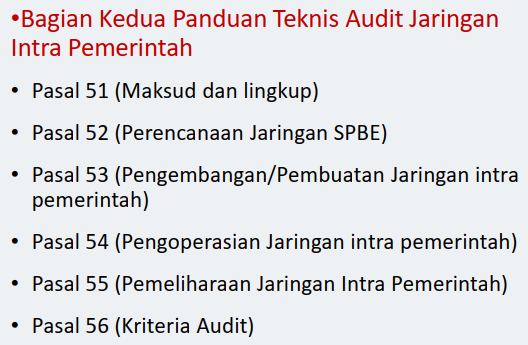 •Bagian Kedua Panduan Teknis Audit Jaringan
Intra Pemerintah
• Pasal 51 (Maksud dan lingkup)
• Pasal 52 (Perencanaan Jaringan SPBE)
• Pasal 53 (Pengembangan/Pembuatan Jaringan intra
pemerintah)
• Pasal 54 (Pengoperasian Jaringan intra pemerintah)
• Pasal 55 (Pemeliharaan Jaringan Intra Pemerintah)
• Pasal 56 (Kriteria Audit)